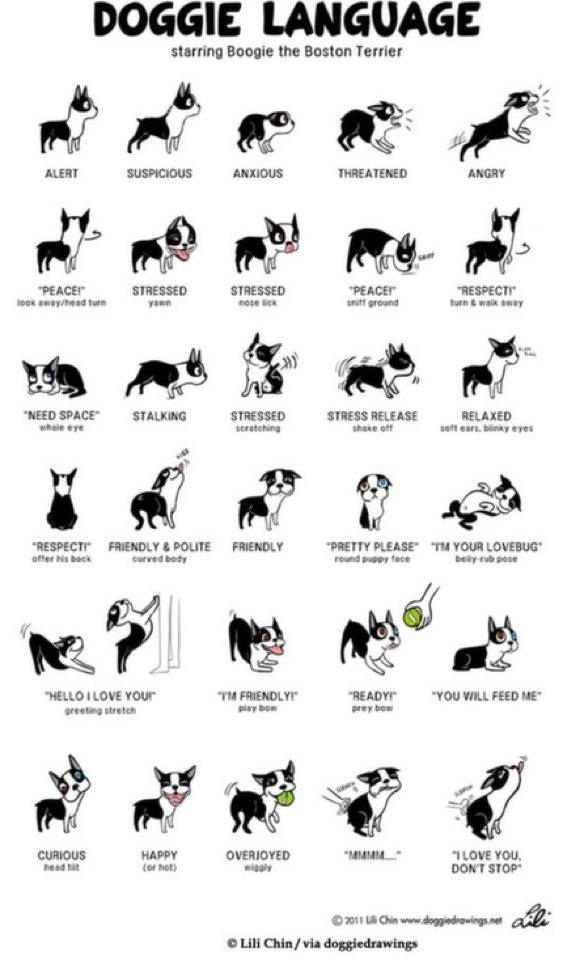 DOGGIE LANGUAGE
starring Boogie the Boston Terrier
ALERT
SUSPICIOUS
ANXIOUS
THREATENED
ANGRY
"PEACE!"
look away/head turn
STRESSED
yawn
STRESSED
nose lick
SNIFF
"PEACE!"
sniff ground
"RESPECT!"
turn & walk away
"NEED SPACE"
whale eye
STALKING
STRESSED
scratching
STRESS RELEASE
shake off
RELAXED
soft ears, blinky eyes
"RESPECT!"
offer his back
FRIENDLY & POLITE
curved body
FRIENDLY
"PRETTY PLEASE"
round puppy face
"I'M YOUR LOVEBUG"
belly-rub pose
"HELLO I LOVE YOU!"
greeting stretch
"I'M FRIENDLY!"
play bow
"READY!"
prey bow
"YOU WILL FEED ME"
CURIOUS
head tilt
HAPPY
(or hot)
OVERJOYED
wiggly
"MMMM...."
"I LOVE YOU,
DON'T STOP"
© 2011 Lili Chin www.doggiedrawings.net
Lili
© Lili Chin / via doggiedrawings